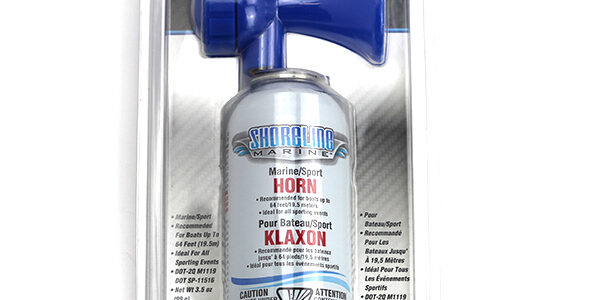 SHORELINE
MARINE
Marine/Sport
HORN
• Recommended for boats up to
64 feet/19.5 meters
• Ideal for all sporting events
Pour Bateau/Sport
KLAXON
• Recommandé pour les bateaux
jusqu' à 64 pieds/19,5 mètres
• Idéal pour tous les événements sportifs
CAUTION
ATTENTION
• Marine/Sport
• Recommended
For Boats Up To
64 Feet (19.5m)
• Ideal For All
Sporting Events
• DOT-2Q M1119
DOT SP-11516
• Net Wt 3.5 oz
• Pour
Bateau/Sport
• Recommandé
Pour Les
Bateaux Jusqu'
À 19,5 Mètres
• Idéal Pour Tous
Les Événements
Sportifs
• DOT-2Q M1119